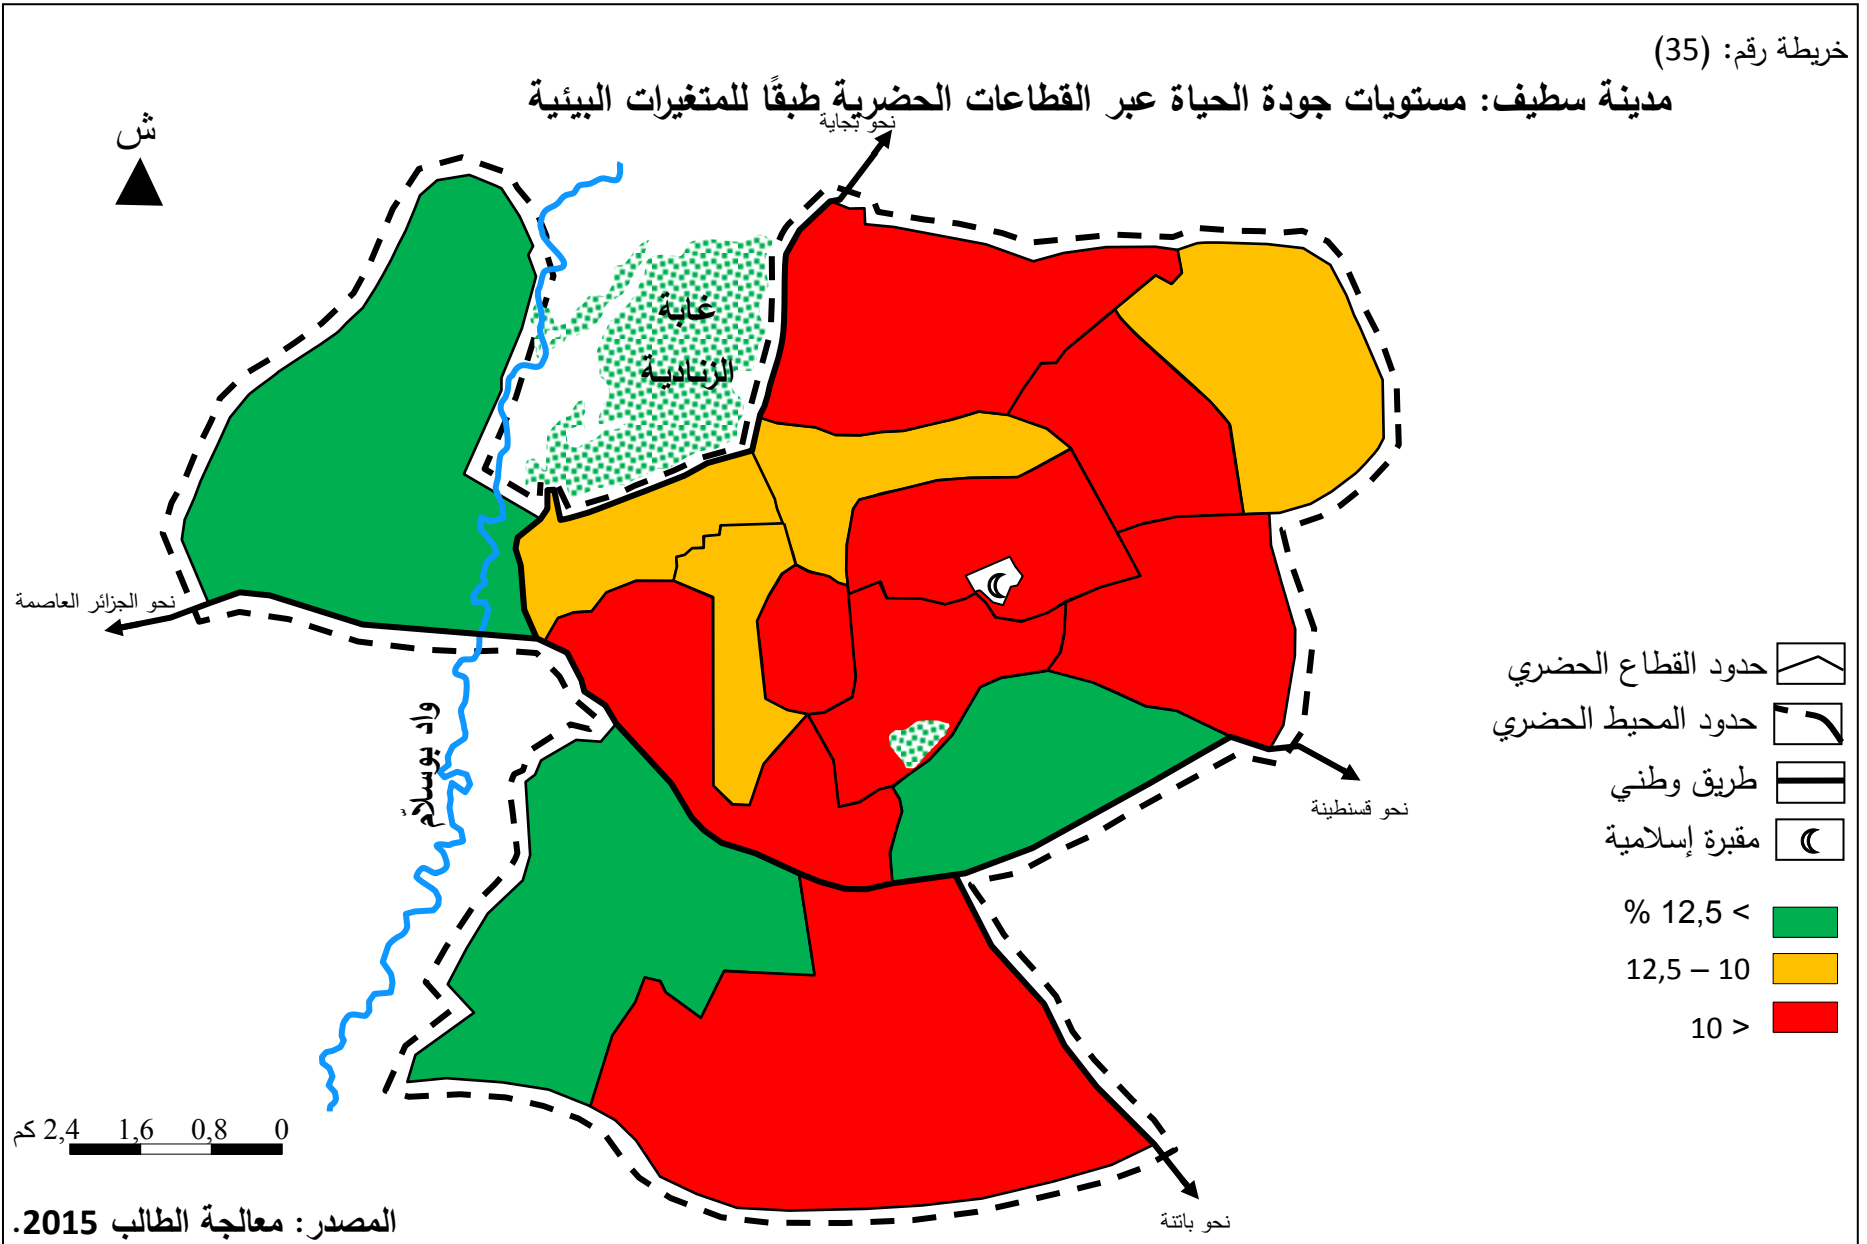 خريطة رقم: (35)
مدينة سطيف: مستويات جودة الحياة عبر القطاعات الحضرية طبقًا للمتغيرات البيئية
نحو بجاية
ش
غابة
الزنادية
نحو الجزائر العاصمة
واد بوسلام
حدود القطاع الحضري
حدود المحيط الحضري
طريق وطني
نحو قسنطينة
مقبرة إسلامية
% 12,5 <
12,5 – 10
10 >
0 0,8 1,6 2,4 كم
نحو باتنة
المصدر: معالجة الطالب 2015.